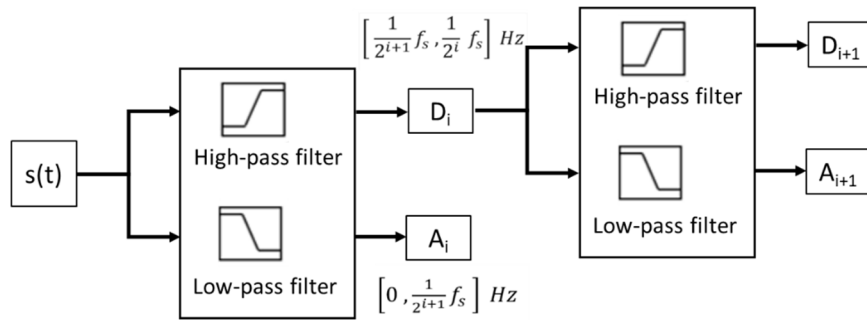 s(t)
High-pass filter
Low-pass filter
[1/2^{i+1} f_s , 1/2^i f_s] Hz
D_i
A_i
[0 , 1/2^{i+1} f_s] Hz
High-pass filter
Low-pass filter
D_{i+1}
A_{i+1}